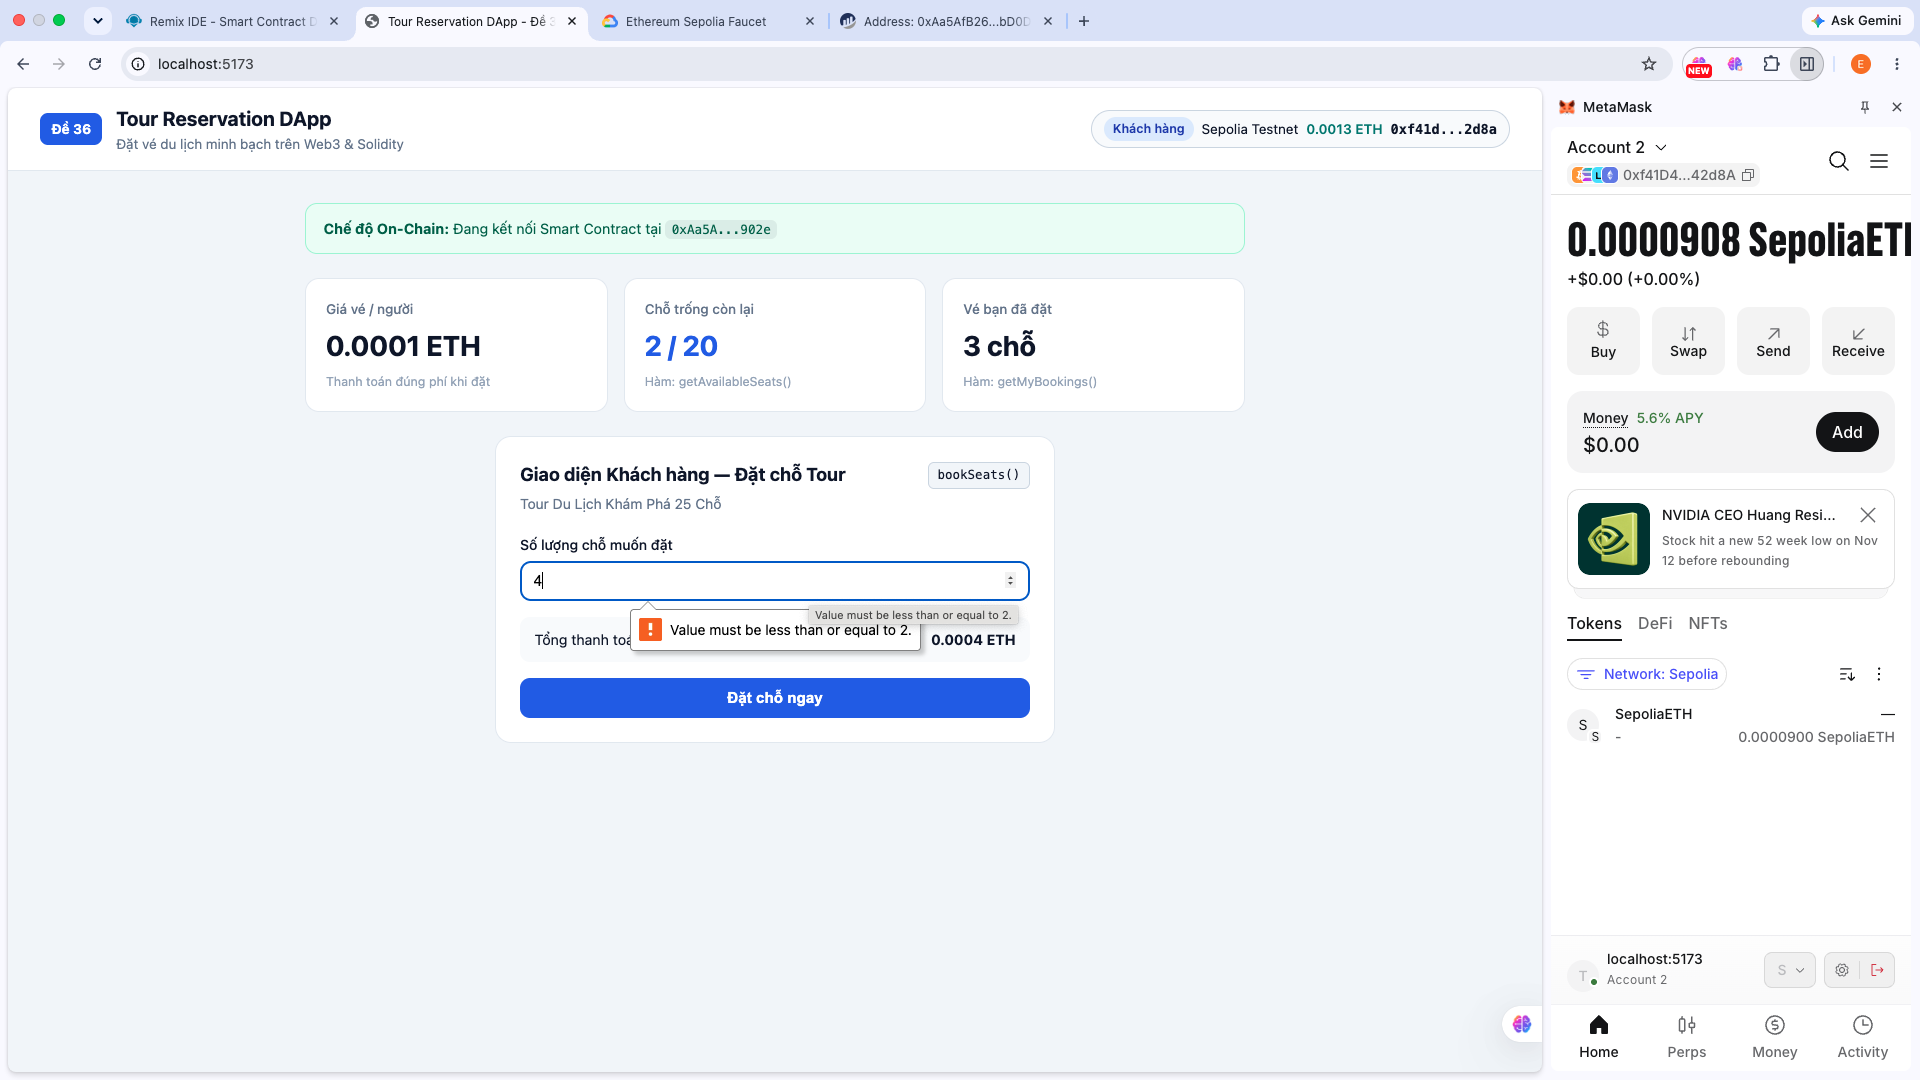 Remix IDE - Smart Contract D
Tour Reservation DApp - Đề 3
Ethereum Sepolia Faucet
Address: 0xAa5AfB26...bD0D
Ask Gemini
localhost:5173
NEW
E
Đề 36
Tour Reservation DApp
Đặt vé du lịch minh bạch trên Web3 & Solidity
Khách hàng Sepolia Testnet 0.0013 ETH 0xf41d...2d8a
Chế độ On-Chain: Đang kết nối Smart Contract tại 0xAa5A...902e
Giá vé / người
0.0001 ETH
Thanh toán đúng phí khi đặt
Chỗ trống còn lại
2 / 20
Hàm: getAvailableSeats()
Vé bạn đã đặt
3 chỗ
Hàm: getMyBookings()
Giao diện Khách hàng — Đặt chỗ Tour
bookSeats()
Tour Du Lịch Khám Phá 25 Chỗ
Số lượng chỗ muốn đặt
4
Value must be less than or equal to 2.
Value must be less than or equal to 2.
Tổng thanh toá
0.0004 ETH
Đặt chỗ ngay
MetaMask
Account 2
0xf41D4...42d8A
0.0000908 SepoliaETH
+$0.00 (+0.00%)
Buy
Swap
Send
Receive
Money 5.6% APY
$0.00
Add
NVIDIA CEO Huang Resi...
Stock hit a new 52 week low on Nov
12 before rebounding
Tokens
DeFi
NFTs
Network: Sepolia
S
S
SepoliaETH
—
-
0.0000900 SepoliaETH
T
localhost:5173
Account 2
S
Home
Perps
Money
Activity